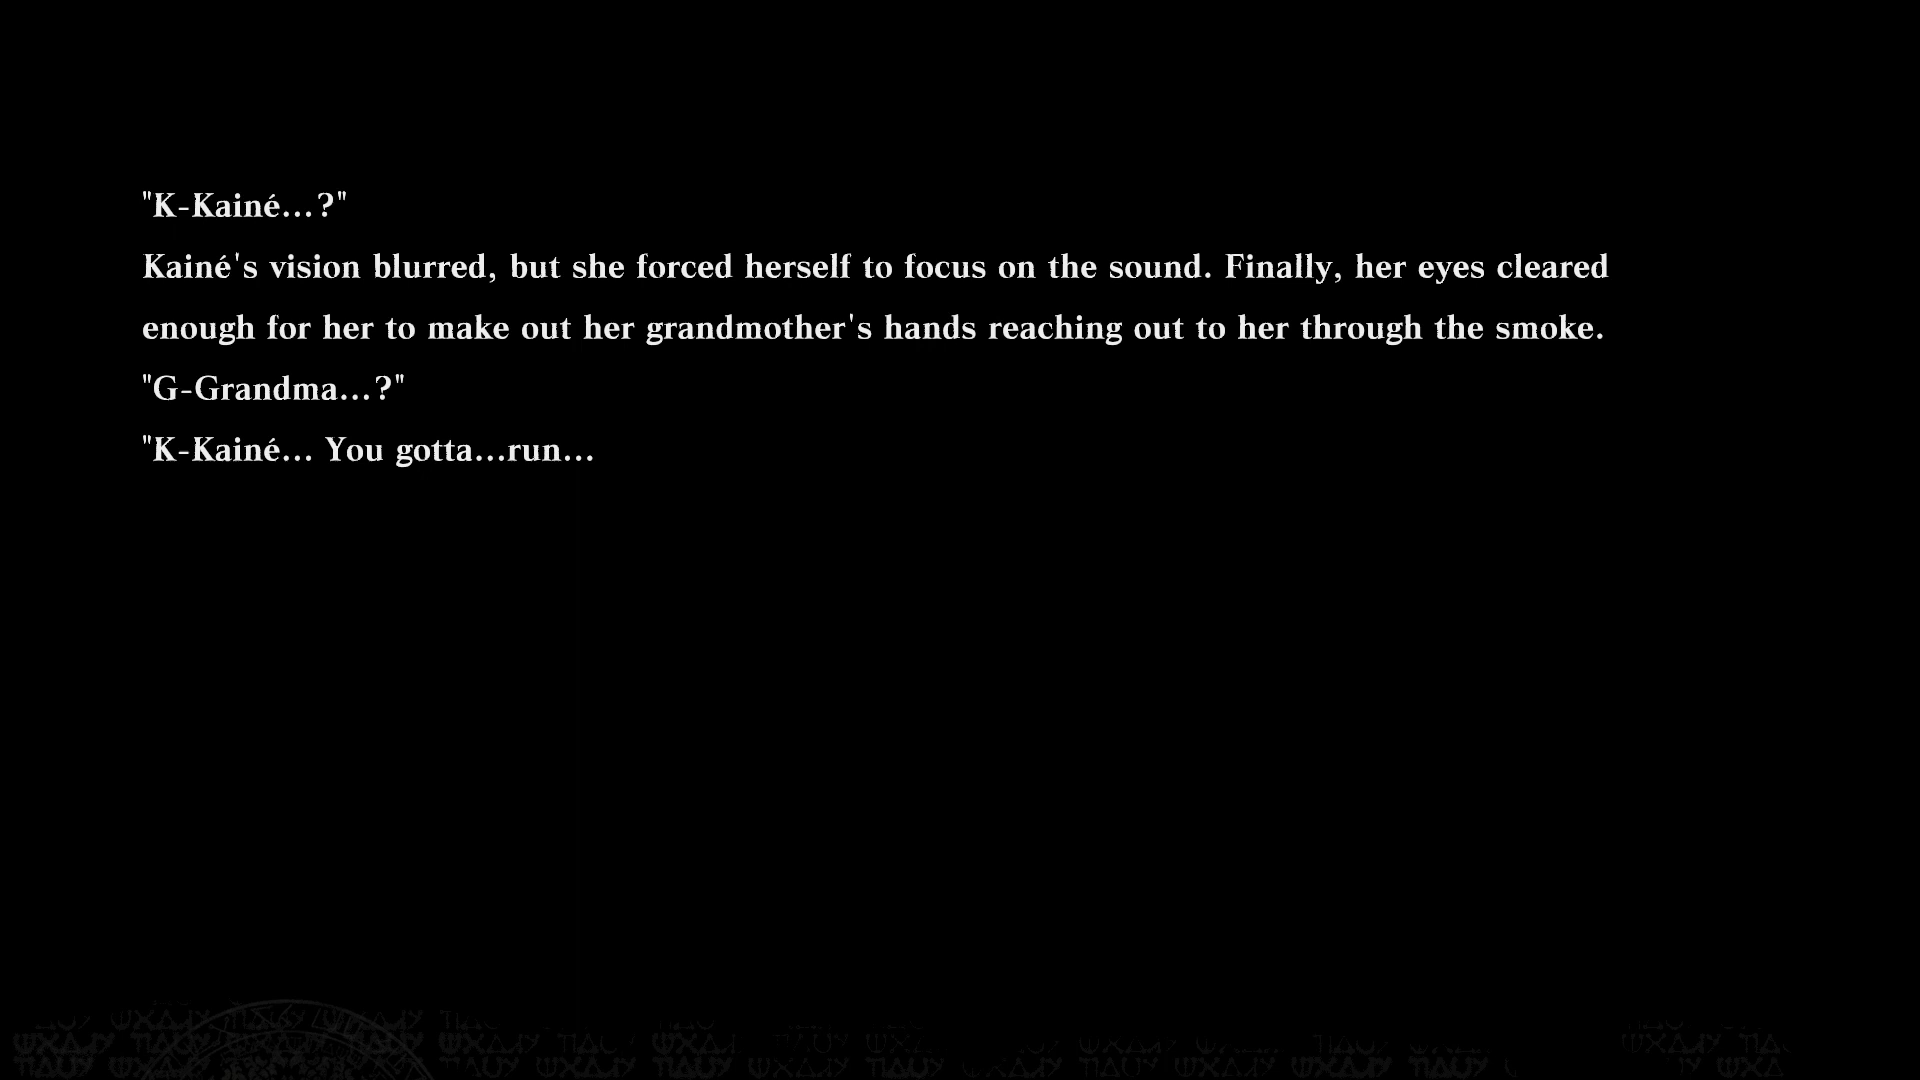 "K-Kainé...?"
Kainé's vision blurred, but she forced herself to focus on the sound. Finally, her eyes cleared
enough for her to make out her grandmother's hands reaching out to her through the smoke.
"G-Grandma...?"
"K-Kainé... You gotta...run...